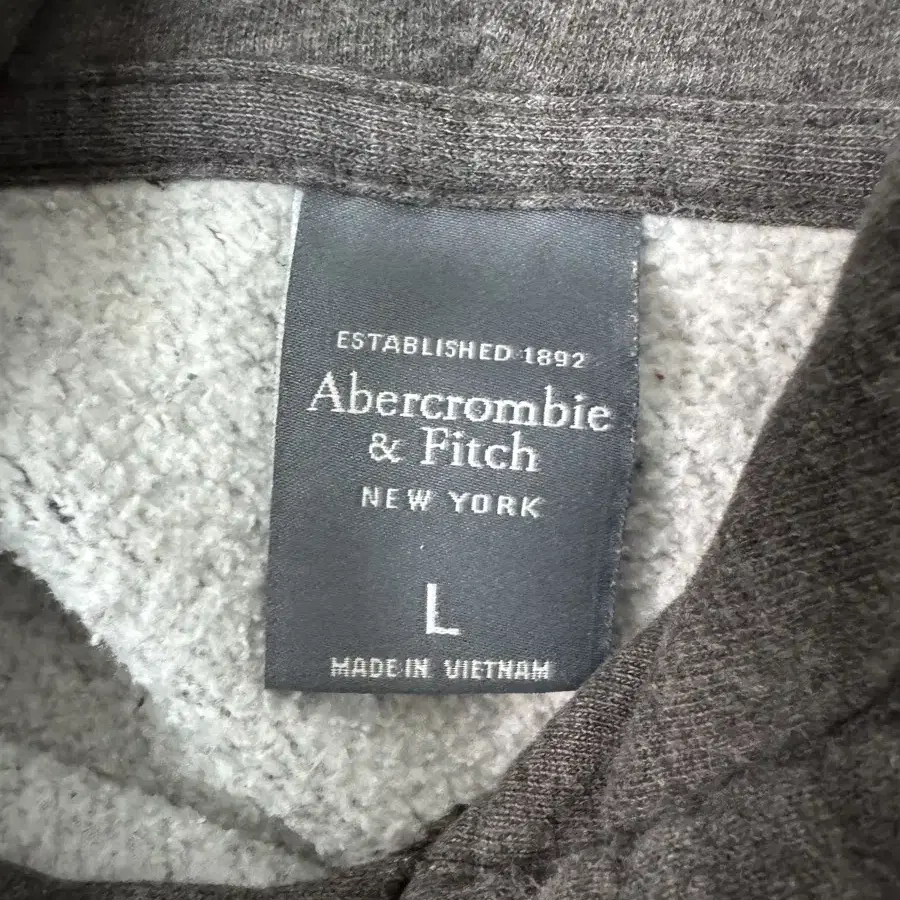 ESTABLISHED 1892
Abercrombie
& Fitch
NEW YORK
L
MADE IN VIETNAM